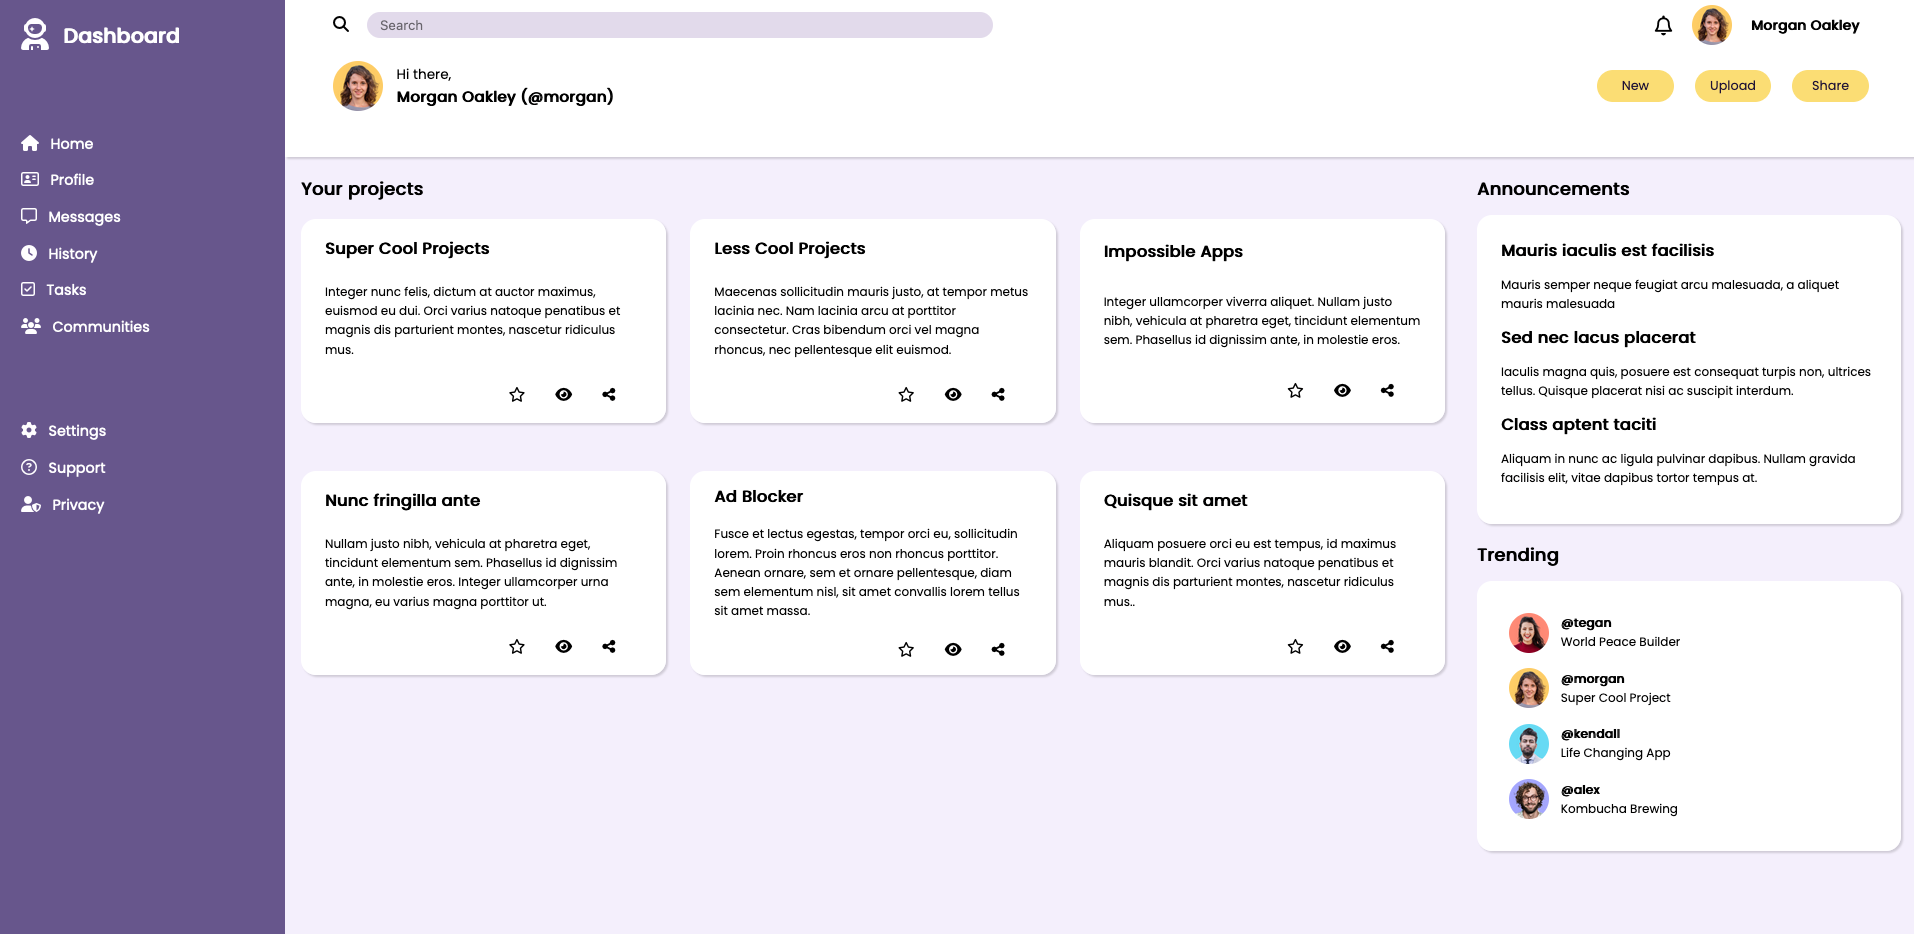 Dashboard
Home
Profile
Messages
History
Tasks
Communities
Settings
Support
Privacy
Search
Morgan Oakley
Hi there,
Morgan Oakley (@morgan)
New
Upload
Share
Your projects
Super Cool Projects
Integer nunc felis, dictum at auctor maximus,
euismod eu dui. Orci varius natoque penatibus et
magnis dis parturient montes, nascetur ridiculus
mus.
Less Cool Projects
Maecenas sollicitudin mauris justo, at tempor metus
lacinia nec. Nam lacinia arcu at porttitor
consectetur. Cras bibendum orci vel magna
rhoncus, nec pellentesque elit euismod.
Impossible Apps
Integer ullamcorper viverra aliquet. Nullam justo
nibh, vehicula at pharetra eget, tincidunt elementum
sem. Phasellus id dignissim ante, in molestie eros.
Nunc fringilla ante
Nullam justo nibh, vehicula at pharetra eget,
tincidunt elementum sem. Phasellus id dignissim
ante, in molestie eros. Integer ullamcorper urna
magna, eu varius magna porttitor ut.
Ad Blocker
Fusce et lectus egestas, tempor orci eu, sollicitudin
lorem. Proin rhoncus eros non rhoncus porttitor.
Aenean ornare, sem et ornare pellentesque, diam
sem elementum nisl, sit amet convallis lorem tellus
sit amet massa.
Quisque sit amet
Aliquam posuere orci eu est tempus, id maximus
mauris blandit. Orci varius natoque penatibus et
magnis dis parturient montes, nascetur ridiculus
mus..
Announcements
Mauris iaculis est facilisis
Mauris semper neque feugiat arcu malesuada, a aliquet
mauris malesuada
Sed nec lacus placerat
Iaculis magna quis, posuere est consequat turpis non, ultrices
tellus. Quisque placerat nisi ac suscipit interdum.
Class aptent taciti
Aliquam in nunc ac ligula pulvinar dapibus. Nullam gravida
facilisis elit, vitae dapibus tortor tempus at.
Trending
@tegan
World Peace Builder
@morgan
Super Cool Project
@kendall
Life Changing App
@alex
Kombucha Brewing